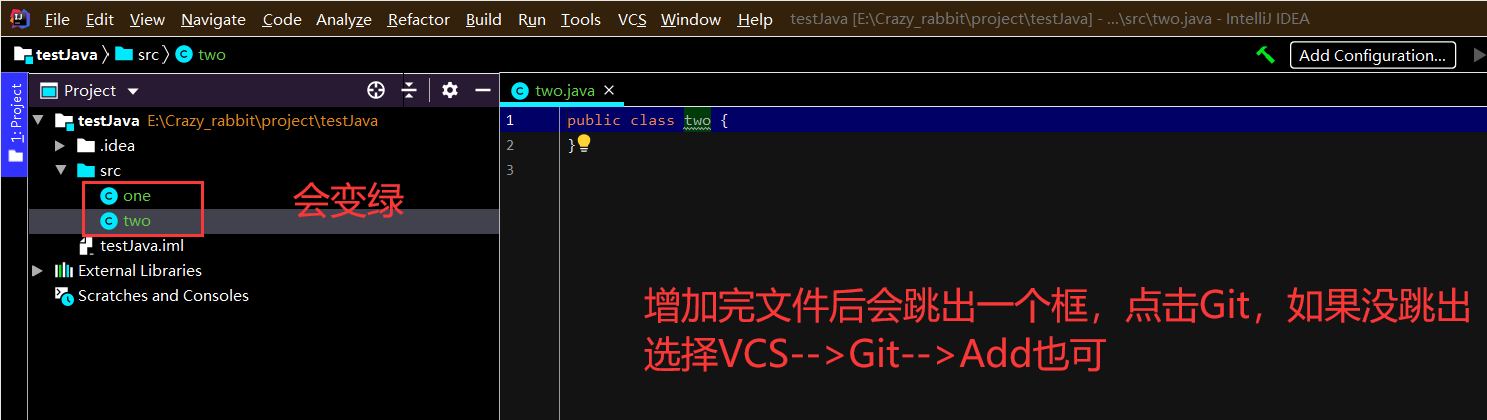 File Edit View Navigate Code Analyze Refactor Build Run Tools VCS Window Help testJava [E:\Crazy_rabbit\project\testJava] - ...\src\two.java - IntelliJ IDEA
testJava src two Add Configuration...
1: Project
Project
two.java
testJava E:\Crazy_rabbit\project\testJava
.idea
src
one
two
testJava.iml
External Libraries
Scratches and Consoles
1 public class two {
2 }
3
会变绿
增加完文件后会跳出一个框，点击Git，如果没跳出
选择VCS-->Git-->Add也可